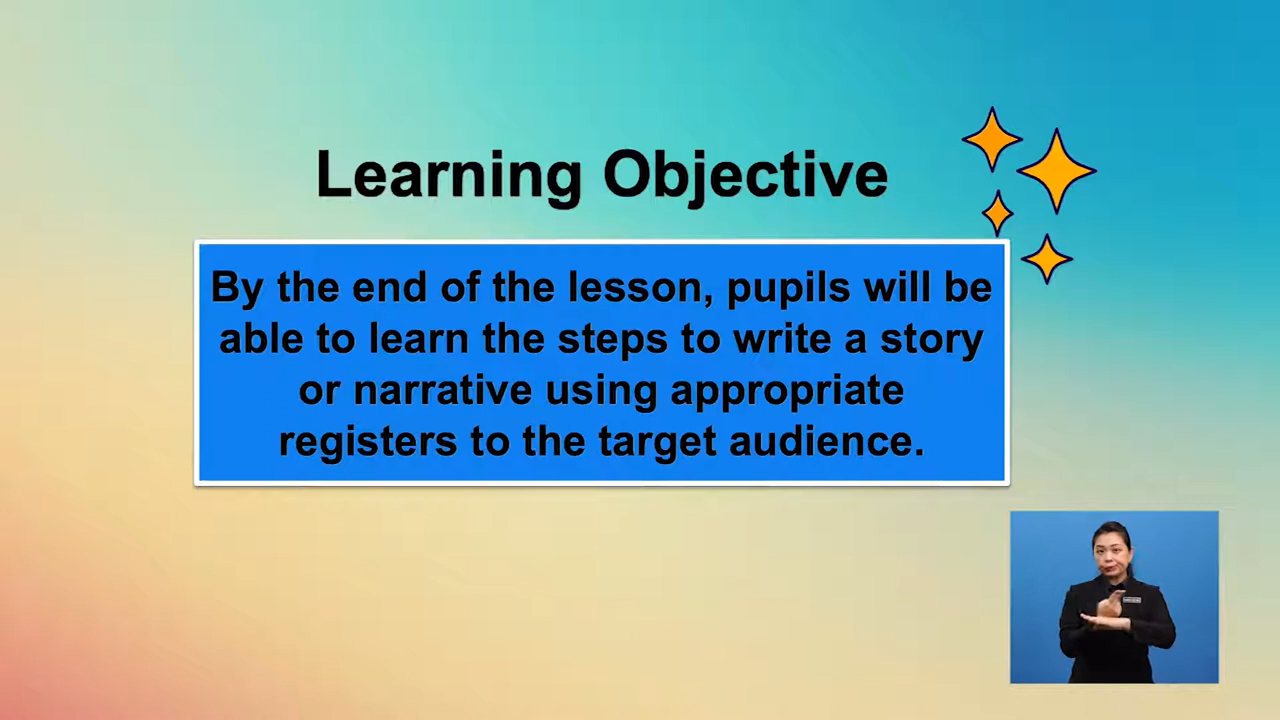 Learning Objective
By the end of the lesson, pupils will be
able to learn the steps to write a story
or narrative using appropriate
registers to the target audience.